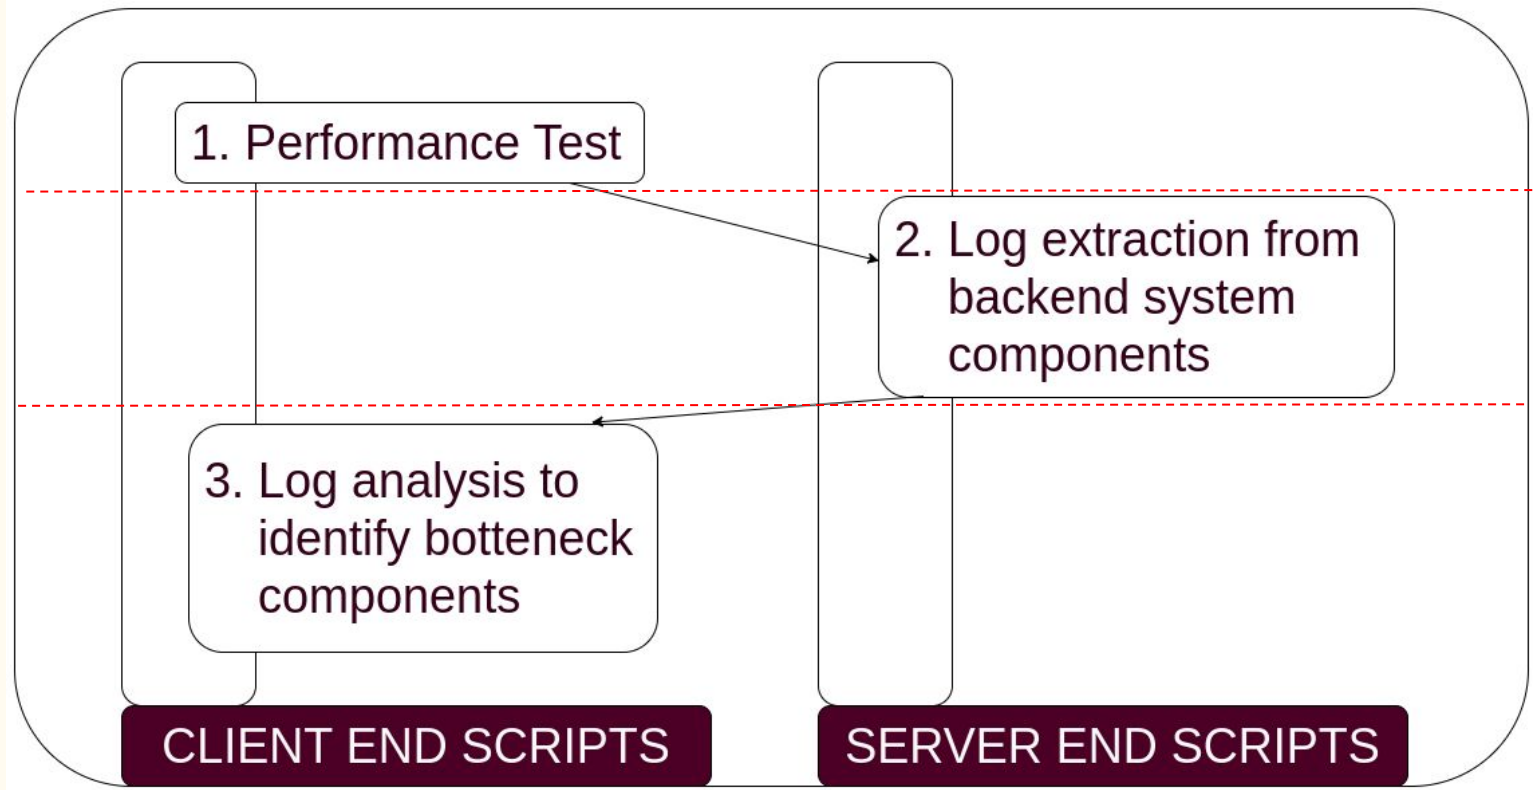 1. Performance Test
2. Log extraction from
backend system
components
3. Log analysis to
identify botteneck
components
CLIENT END SCRIPTS
SERVER END SCRIPTS